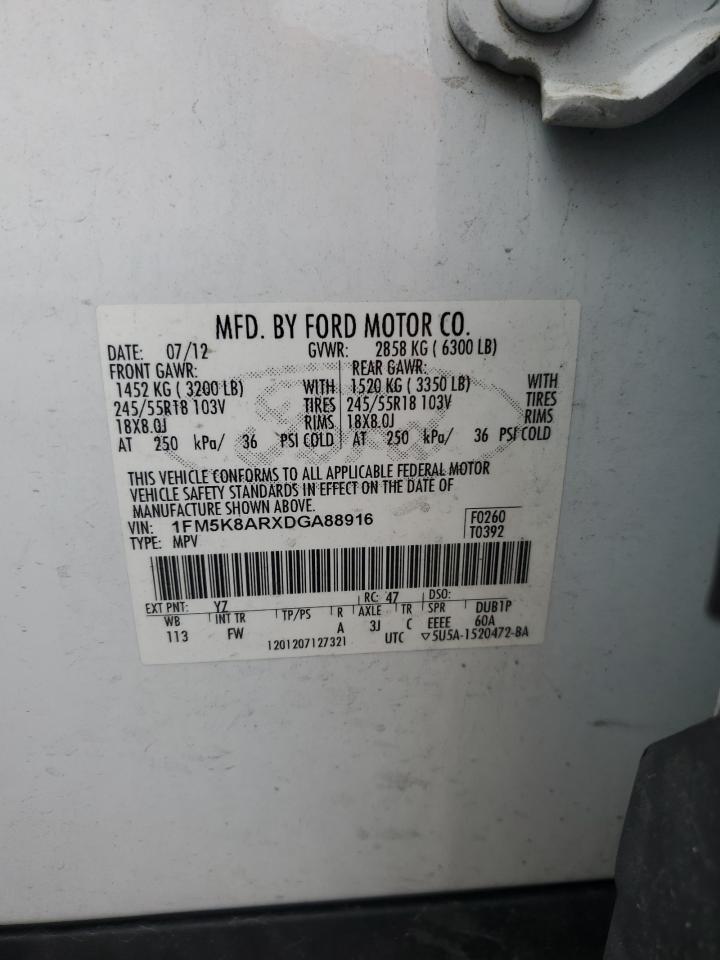 MFD. BY FORD MOTOR CO.
DATE: 07/12 GVWR: 2858 KG ( 6300 LB)
FRONT GAWR: REAR GAWR:
1452 KG ( 3200 LB) WITH 1520 KG ( 3350 LB) WITH
245/55R18 103V TIRES 245/55R18 103V TIRES
18X8.0J RIMS 18X8.0J RIMS
AT 250 kPa/ 36 PSI COLD AT 250 kPa/ 36 PSI COLD
THIS VEHICLE CONFORMS TO ALL APPLICABLE FEDERAL MOTOR
VEHICLE SAFETY STANDARDS IN EFFECT ON THE DATE OF
MANUFACTURE SHOWN ABOVE.
VIN: 1FM5K8ARXDGA88916 F0260
TYPE: MPV T0392
EXT PNT: YZ RC: 47 DSO:
WB INT TR TP/PS R AXLE TR SPR DUB1P
113 FW A 3J C EEEE 60A
1201207127321 UTC ▽5U5A-1520472-BA